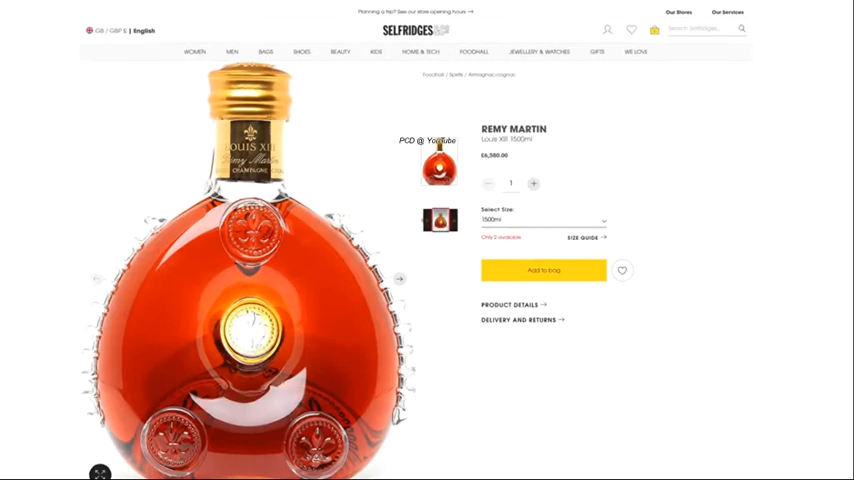 Planning a trip? See our store opening hours →
Our Stores
Our Services
GB / GBP £ | English
SELFRIDGES&CO
Search Selfridges...
WOMEN MEN BAGS SHOES BEAUTY KIDS HOME & TECH FOODHALL JEWELLERY & WATCHES GIFTS WE LOVE
Foodhall / Spirits / Armagnac-cognac
PCD @ YouTube
REMY MARTIN
Louis XIII 1500ml
£6,580.00
1
Select Size:
1500ml
Only 2 available
SIZE GUIDE →
Add to bag
PRODUCT DETAILS →
DELIVERY AND RETURNS →
LOUIS XIII
Rémy Martin
CHAMPAGNE